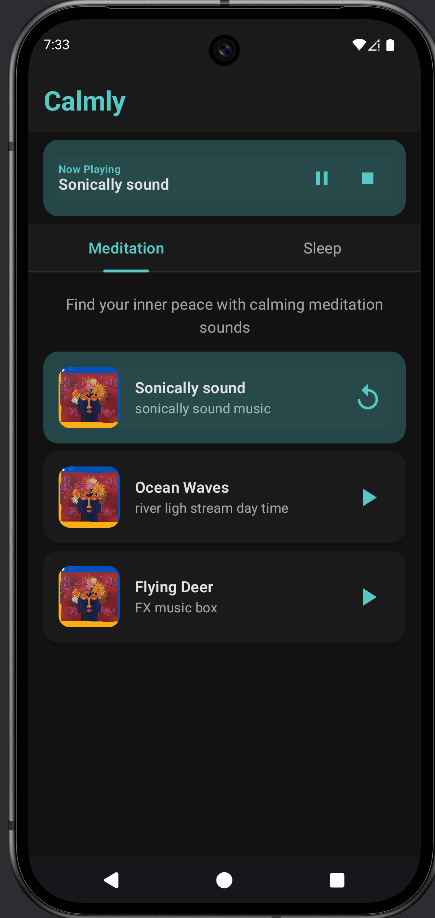 7:33
Calmly
Now Playing
Sonically sound
Meditation
Sleep
Find your inner peace with calming meditation
sounds
Sonically sound
sonically sound music
Ocean Waves
river ligh stream day time
Flying Deer
FX music box